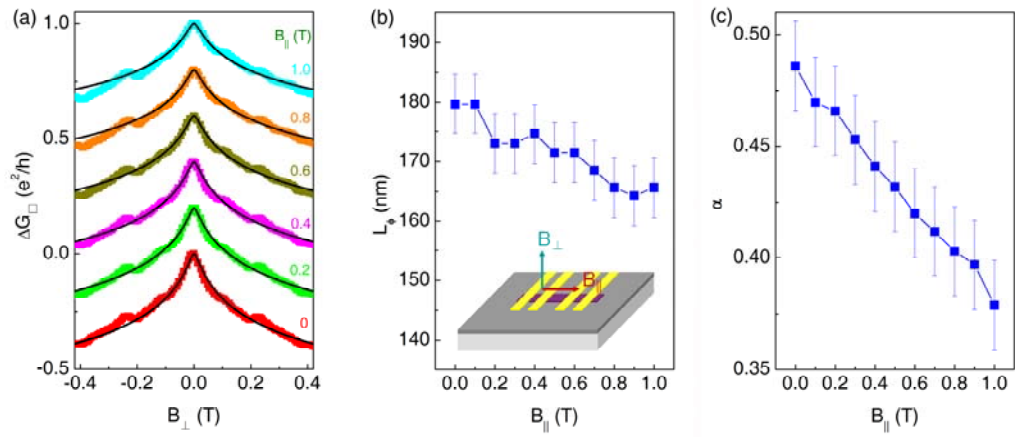 (a)
1.0
0.5
0.0
-0.5
ΔG□ (e²/h)
B|| (T)
1.0
0.8
0.6
0.4
0.2
0
-0.4 -0.2 0.0 0.2 0.4
B⊥ (T)
(b)
190
180
170
160
150
140
Lϕ (nm)
B⊥
B||
0.0 0.2 0.4 0.6 0.8 1.0
B|| (T)
(c)
0.50
0.45
0.40
0.35
α
0.0 0.2 0.4 0.6 0.8 1.0
B|| (T)